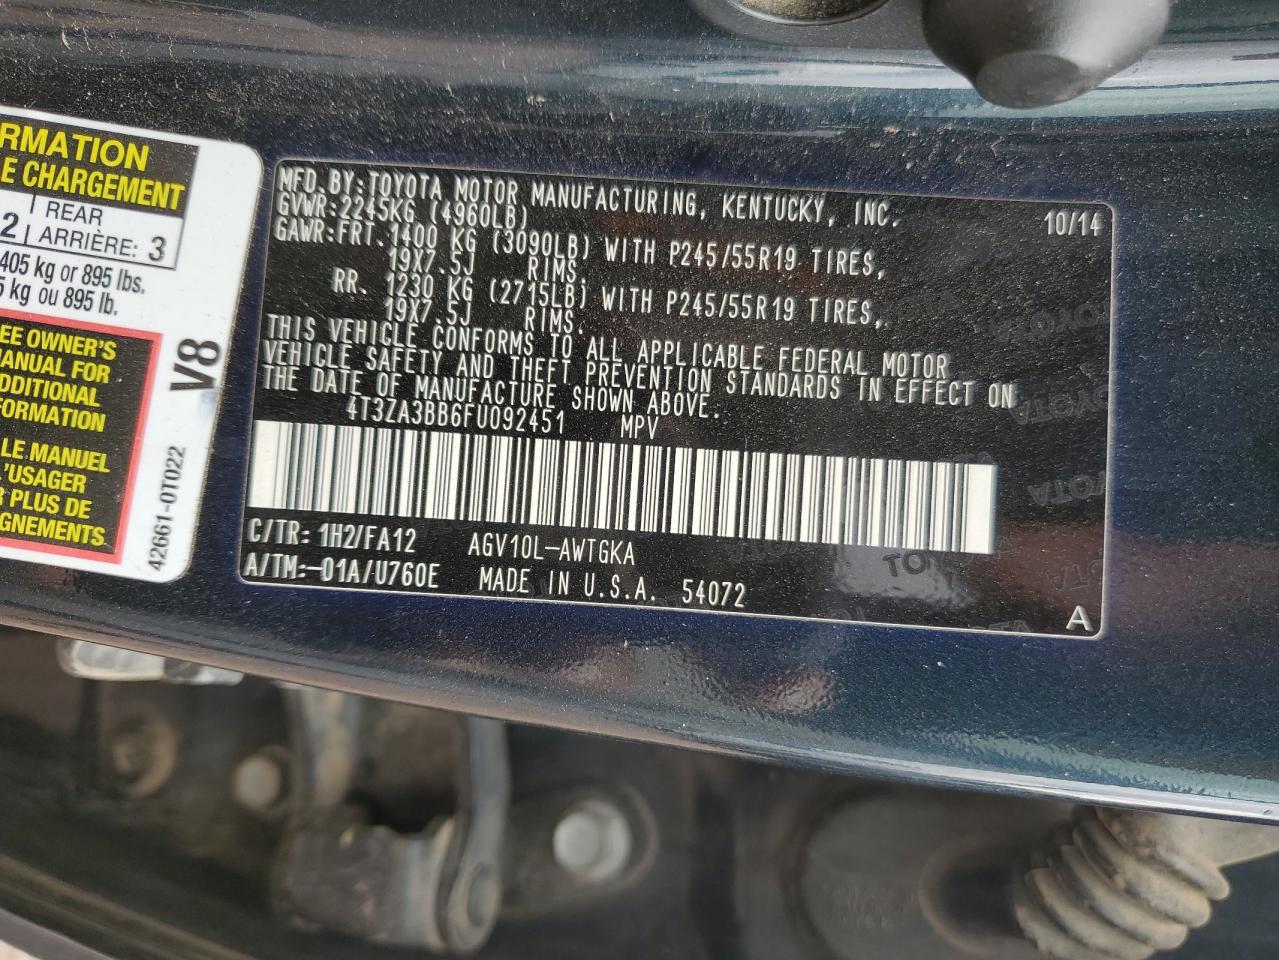 RMATION
E CHARGEMENT
2 REAR
ARRIÈRE: 3
405 kg or 895 lbs.
5 kg ou 895 lb.
EE OWNER'S
MANUAL FOR
DDITIONAL
FORMATION
LE MANUEL
L'USAGER
R PLUS DE
GNEMENTS
V8
42661-0T022
MFD.BY:TOYOTA MOTOR MANUFACTURING, KENTUCKY, INC. 10/14
GVWR:2245KG (4960LB)
GAWR:FRT.1400 KG (3090LB) WITH P245/55R19 TIRES,
19X7.5J RIMS.
RR. 1230 KG (2715LB) WITH P245/55R19 TIRES,
19X7.5J RIMS.
THIS VEHICLE CONFORMS TO ALL APPLICABLE FEDERAL MOTOR
VEHICLE SAFETY AND THEFT PREVENTION STANDARDS IN EFFECT ON
THE DATE OF MANUFACTURE SHOWN ABOVE.
4T3ZA3BB6FU092451 MPV
C/TR: 1H2/FA12 AGV10L-AWTGKA
A/TM:-01A/U760E MADE IN U.S.A. 54072
A